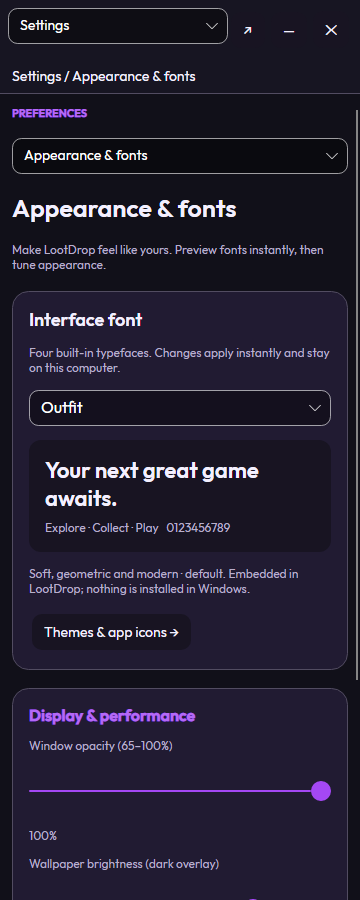 Settings
Settings / Appearance & fonts
PREFERENCES
Appearance & fonts
Appearance & fonts
Make LootDrop feel like yours. Preview fonts instantly, then
tune appearance.
Interface font
Four built-in typefaces. Changes apply instantly and stay
on this computer.
Outfit
Your next great game
awaits.
Explore · Collect · Play 0123456789
Soft, geometric and modern · default. Embedded in
LootDrop; nothing is installed in Windows.
Themes & app icons →
Display & performance
Window opacity (65–100%)
100%
Wallpaper brightness (dark overlay)